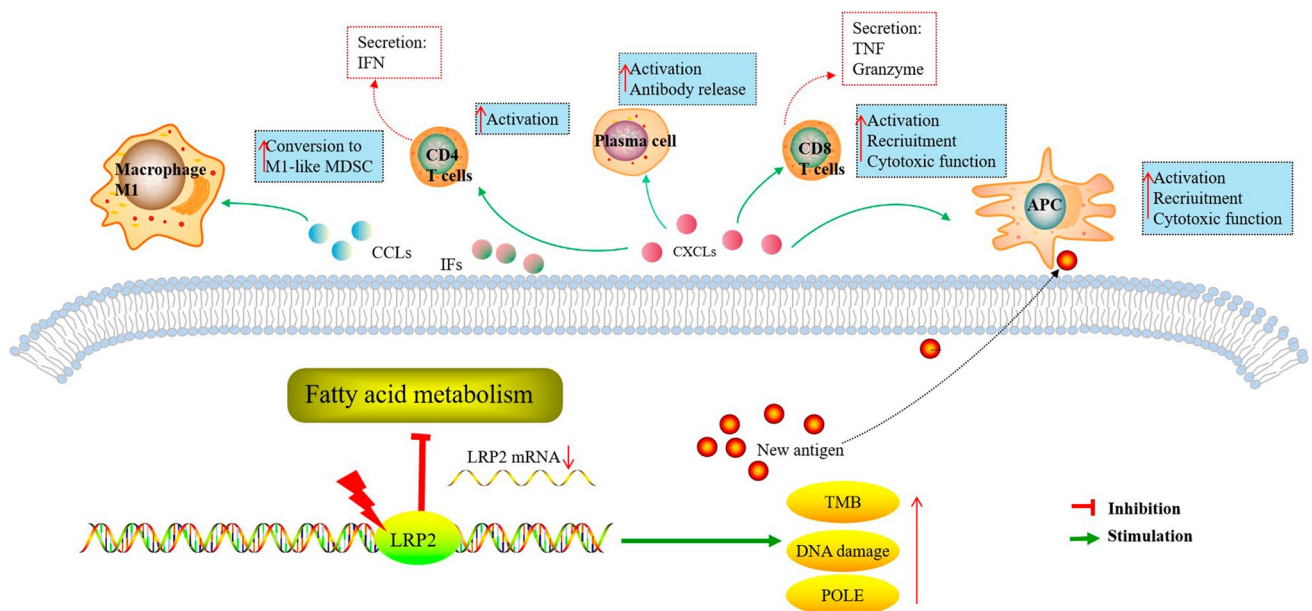 Secretion:
IFN
Secretion:
TNF
Granzyme
Activation
Antibody release
Activation
Conversion to
M1-like MDSC
Activation
Recriuitment
Cytotoxic function
Macrophage
M1
CD4
T cells
Plasma cell
CD8
T cells
APC
Activation
Recriuitment
Cytotoxic function
CCLs
IFs
CXCLs
Fatty acid metabolism
LRP2 mRNA
New antigen
LRP2
TMB
DNA damage
POLE
Inhibition
Stimulation